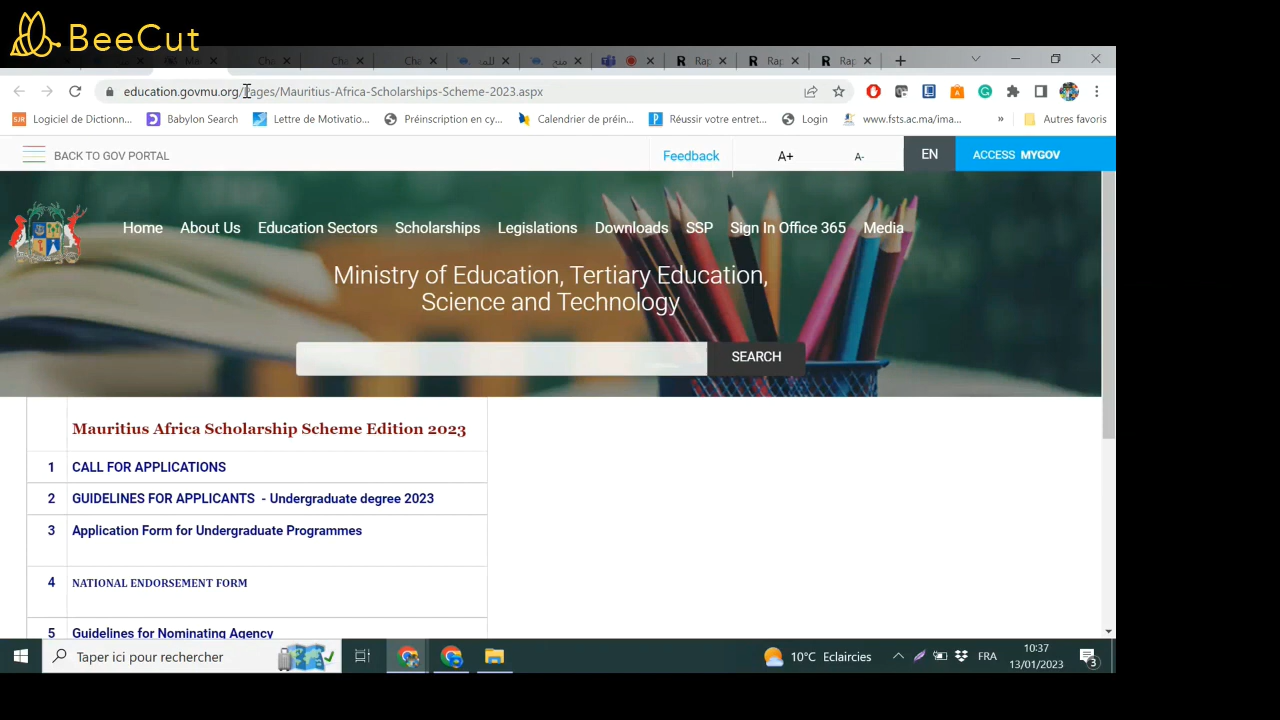 BeeCut
education.govmu.org/Pages/Mauritius-Africa-Scholarships-Scheme-2023.aspx
Logiciel de Dictionn... Babylon Search Lettre de Motivatio... Préinscription en cy... Calendrier de préin... Réussir votre entret... Login www.fsts.ac.ma/ima... » Autres favoris
BACK TO GOV PORTAL Feedback A+ A- EN ACCESS MYGOV
Home About Us Education Sectors Scholarships Legislations Downloads SSP Sign In Office 365 Media
Ministry of Education, Tertiary Education,
Science and Technology
SEARCH
Mauritius Africa Scholarship Scheme Edition 2023
1 CALL FOR APPLICATIONS
2 GUIDELINES FOR APPLICANTS - Undergraduate degree 2023
3 Application Form for Undergraduate Programmes
4 NATIONAL ENDORSEMENT FORM
5 Guidelines for Nominating Agency
Taper ici pour rechercher 10°C Eclaircies FRA 10:37
13/01/2023 3